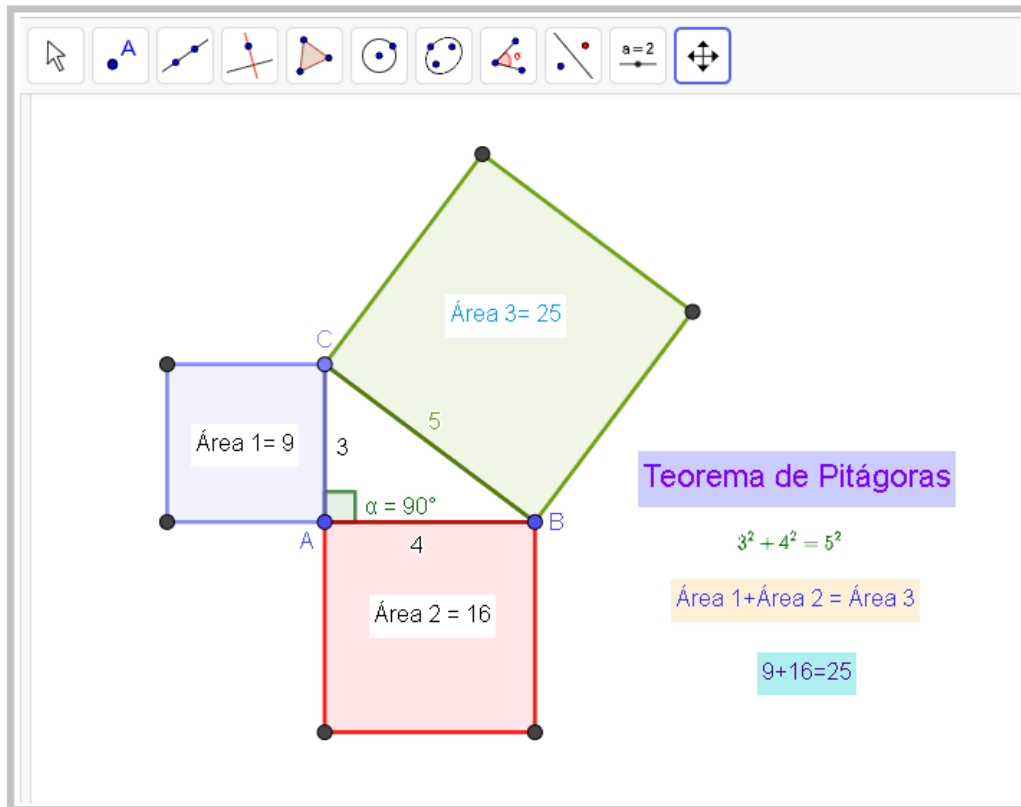 A
α
a=2
Área 3= 25
C
5
Área 1= 9
3
α = 90°
A
B
4
Área 2 = 16
Teorema de Pitágoras
3² + 4² = 5²
Área 1+Área 2 = Área 3
9+16=25